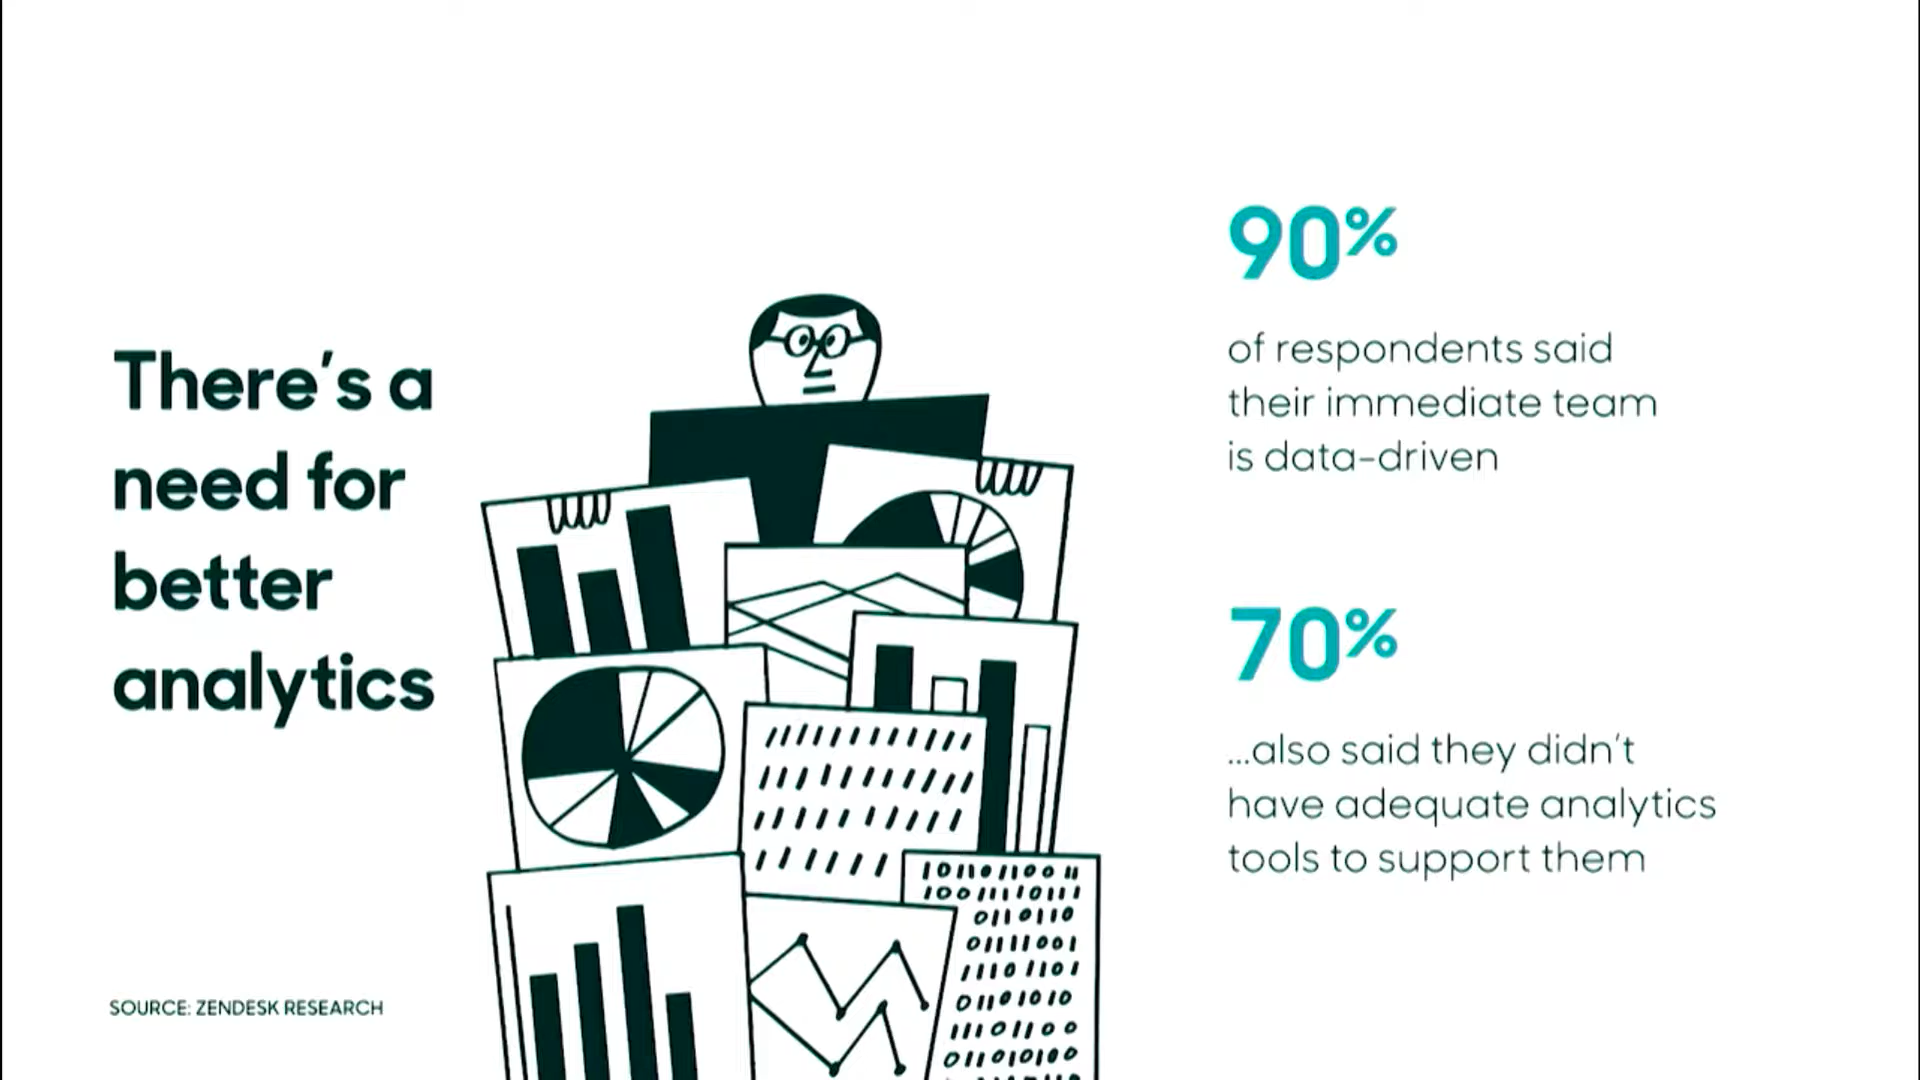 There's a
need for
better
analytics
SOURCE: ZENDESK RESEARCH
90%
of respondents said
their immediate team
is data-driven
70%
...also said they didn't
have adequate analytics
tools to support them